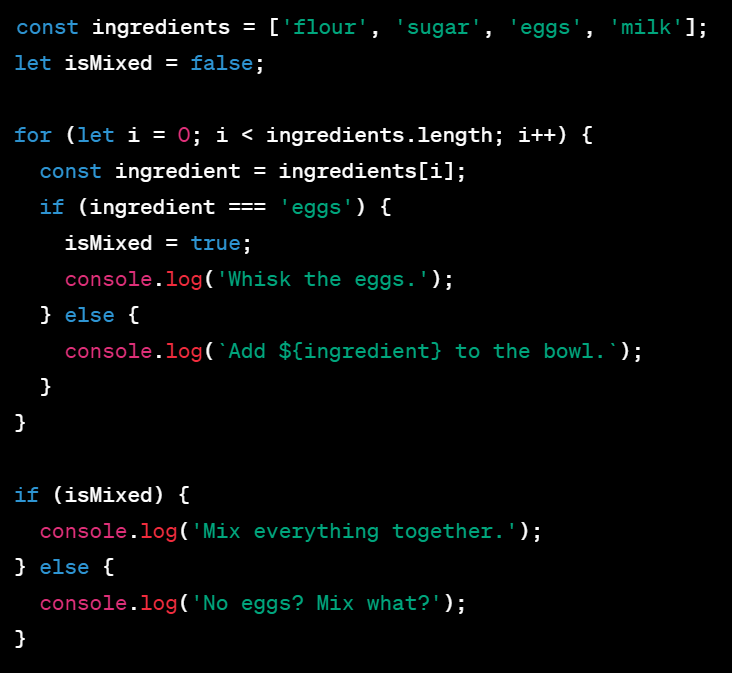 const ingredients = ['flour', 'sugar', 'eggs', 'milk'];
let isMixed = false;

for (let i = 0; i < ingredients.length; i++) {
  const ingredient = ingredients[i];
  if (ingredient === 'eggs') {
    isMixed = true;
    console.log('Whisk the eggs.');
  } else {
    console.log(`Add ${ingredient} to the bowl.`);
  }
}

if (isMixed) {
  console.log('Mix everything together.');
} else {
  console.log('No eggs? Mix what?');
}